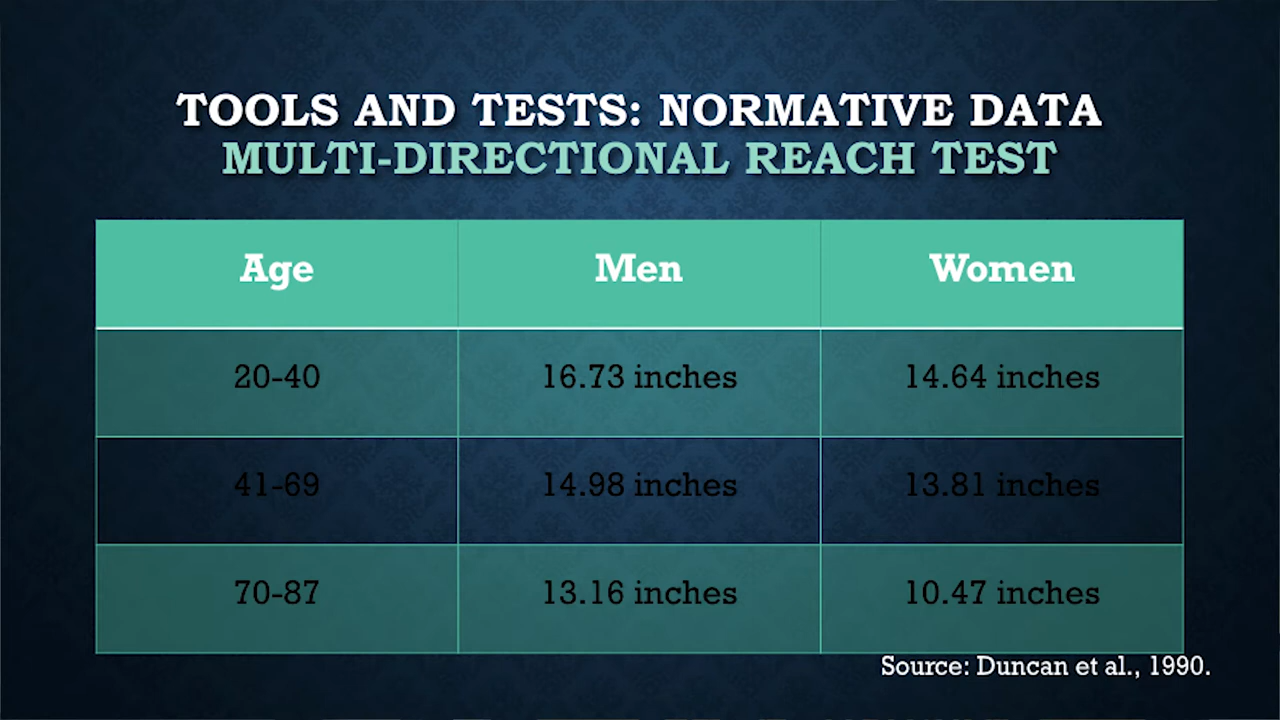 TOOLS AND TESTS: NORMATIVE DATA
MULTI-DIRECTIONAL REACH TEST
Age Men Women
20-40 16.73 inches 14.64 inches
41-69 14.98 inches 13.81 inches
70-87 13.16 inches 10.47 inches
Source: Duncan et al., 1990.